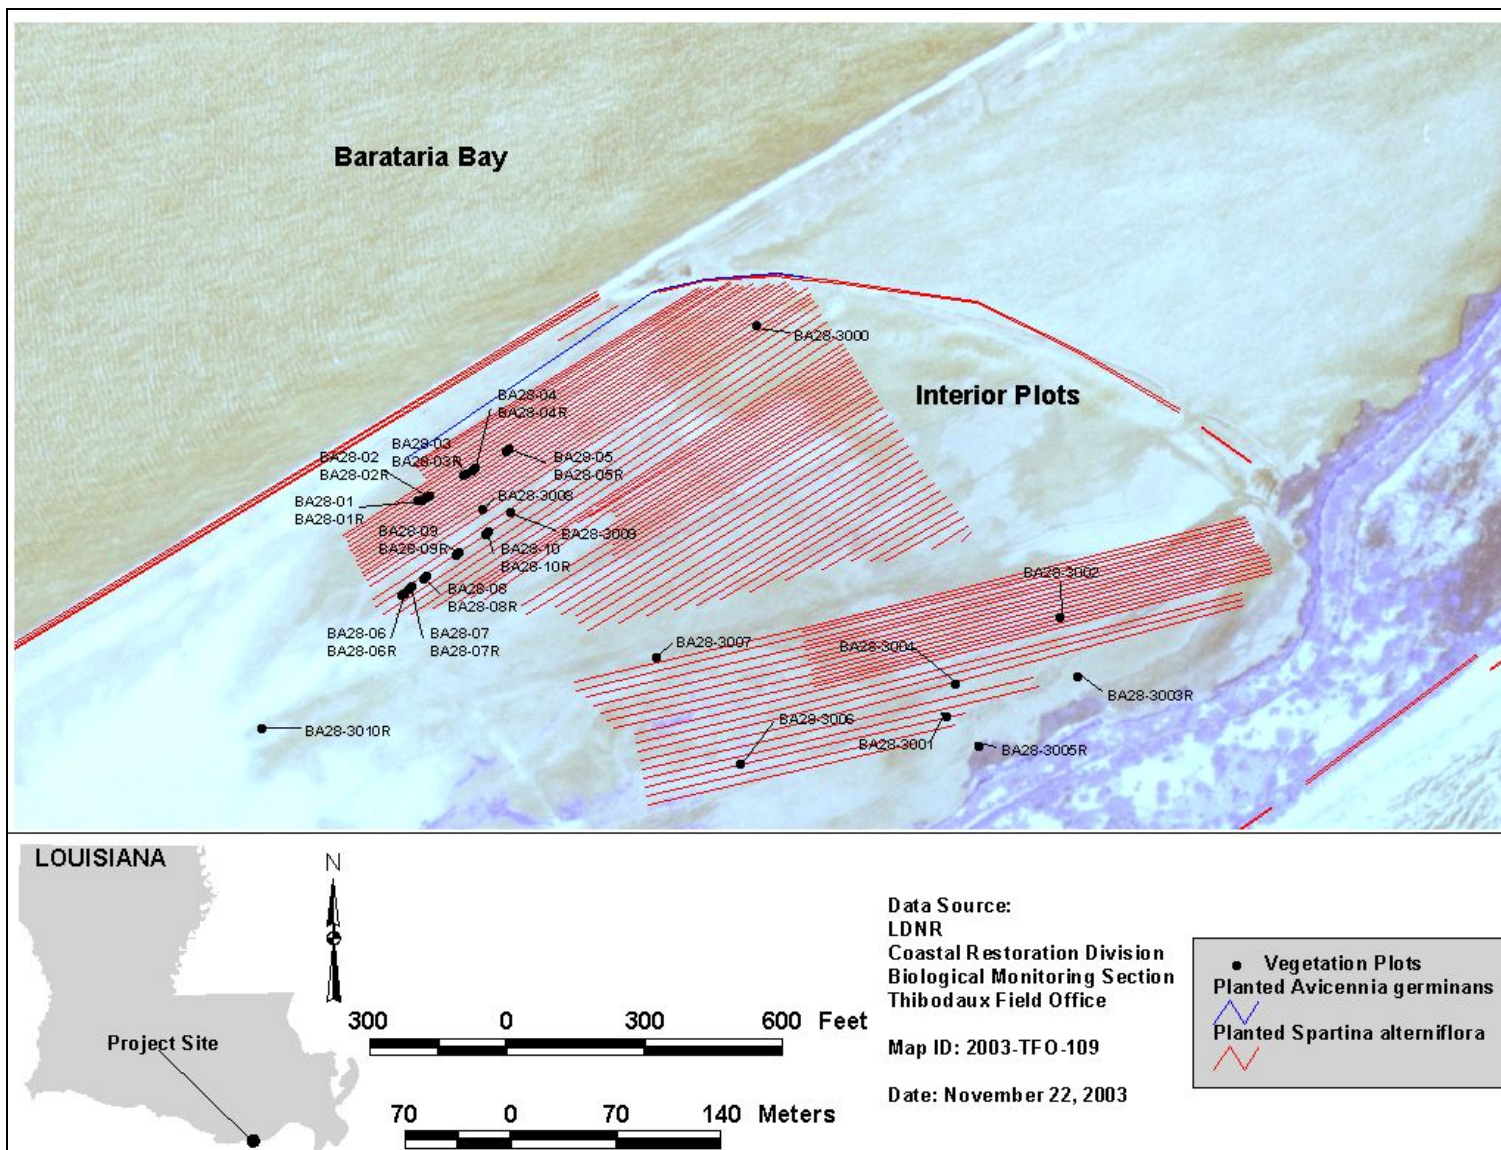 Barataria Bay
BA28-3000
Interior Plots
BA28-04
BA28-04R
BA28-03
BA28-03R
BA28-02
BA28-02R
BA28-05
BA28-05R
BA28-01
BA28-01R
BA28-3008
BA28-3009
BA28-09
BA28-09R
BA28-10
BA28-10R
BA28-08
BA28-08R
BA28-06
BA28-06R
BA28-07
BA28-07R
BA28-3002
BA28-3007
BA28-3004
BA28-3003R
BA28-3006
BA28-3001
BA28-3005R
BA28-3010R
LOUISIANA
Project Site
N
300 0 300 600 Feet
70 0 70 140 Meters
Data Source:
LDNR
Coastal Restoration Division
Biological Monitoring Section
Thibodaux Field Office
Map ID: 2003-TFO-109
Date: November 22, 2003
Vegetation Plots
Planted Avicennia germinans
Planted Spartina alterniflora